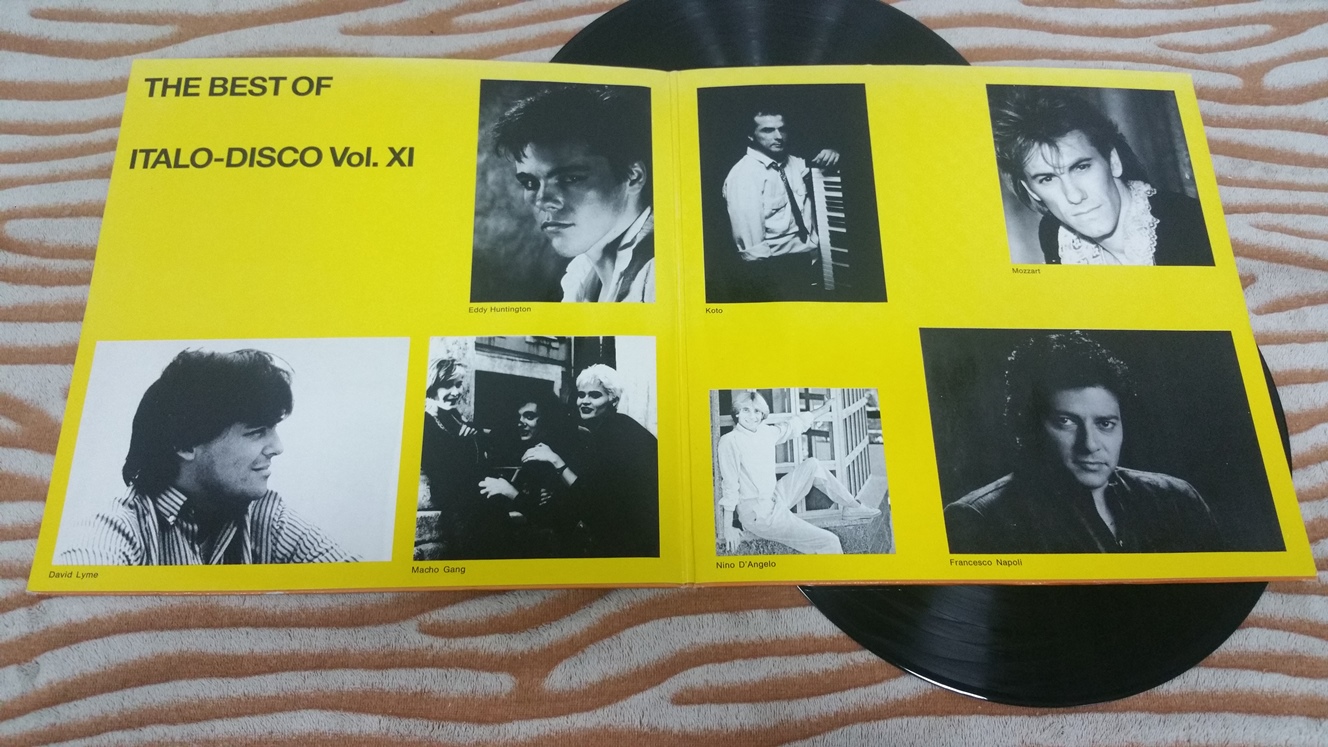 THE BEST OF
ITALO-DISCO Vol. XI
Eddy Huntington
Koto
Mozzart
David Lyme
Macho Gang
Nino D'Angelo
Francesco Napoli